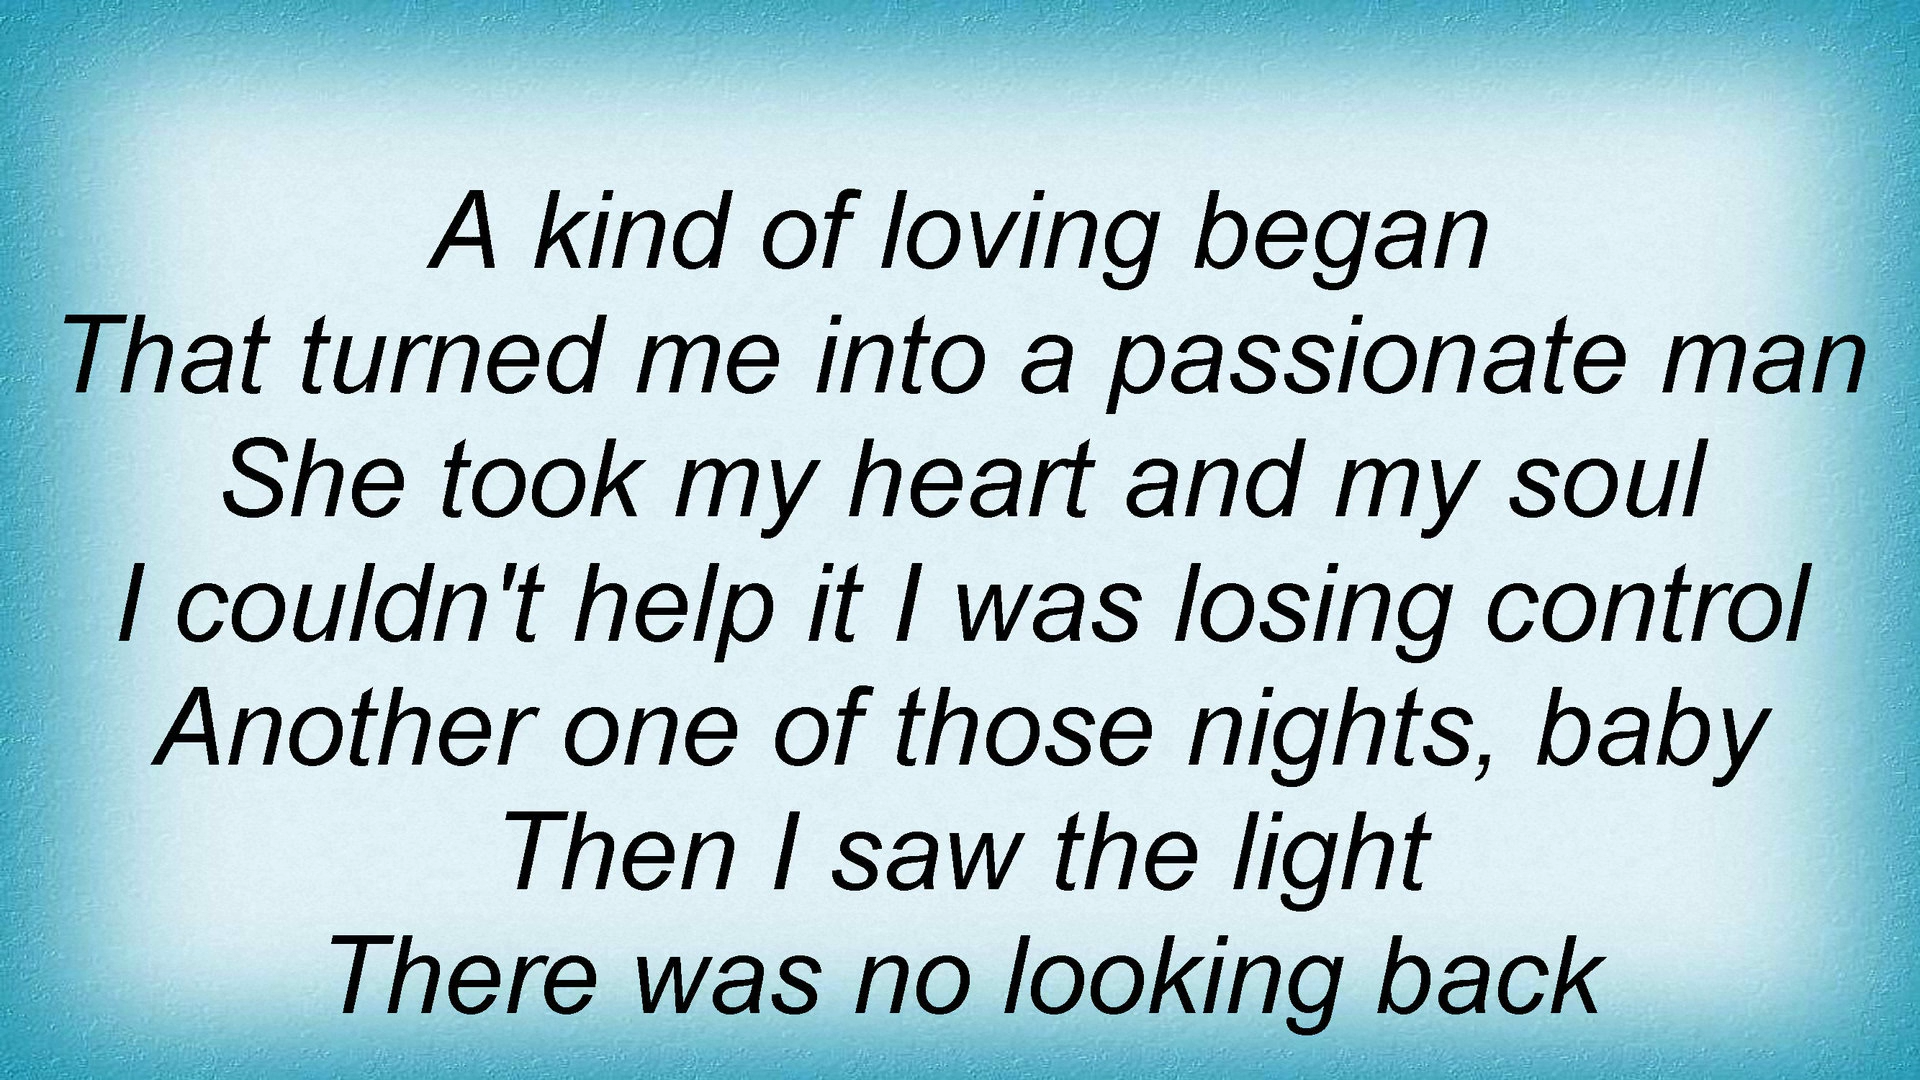 A kind of loving began
That turned me into a passionate man
She took my heart and my soul
I couldn't help it I was losing control
Another one of those nights, baby
Then I saw the light
There was no looking back